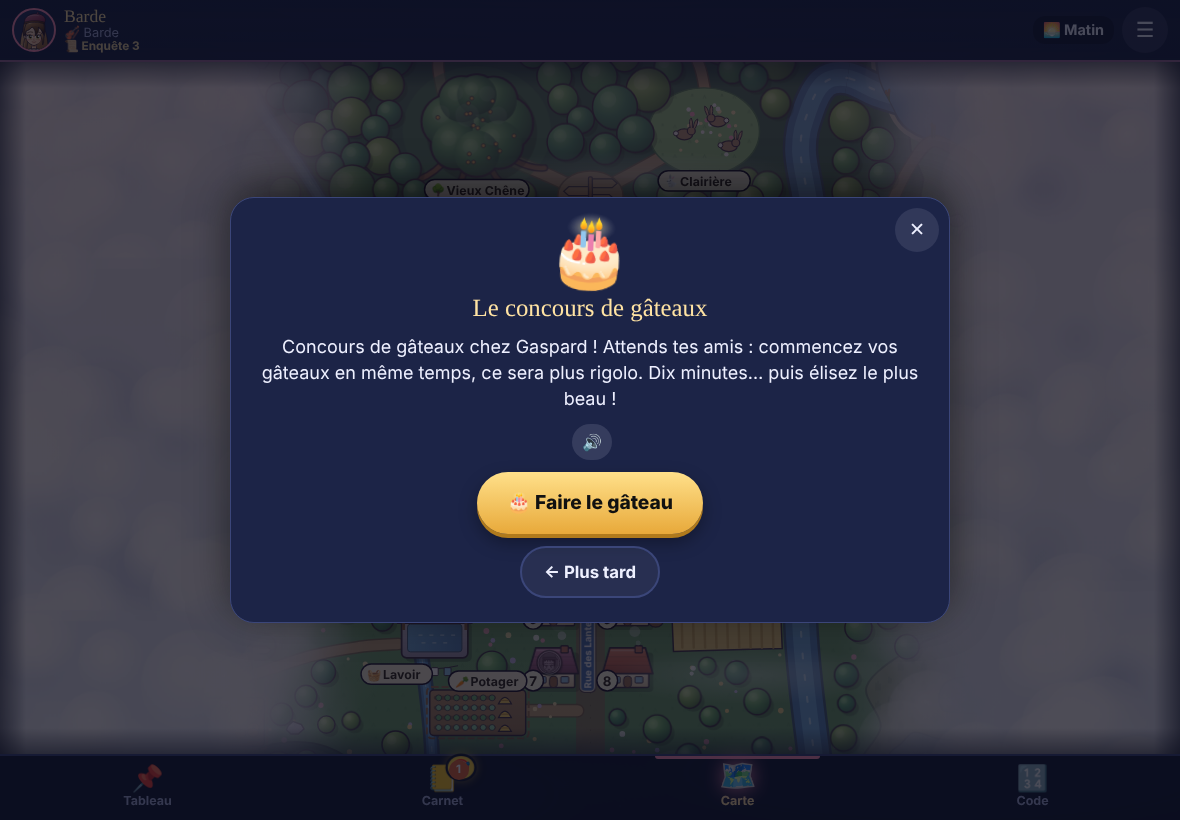 Barde
Barde
Enquête 3
Matin
Vieux Chêne
Clairière
Le concours de gâteaux
Concours de gâteaux chez Gaspard ! Attends tes amis : commencez vos
gâteaux en même temps, ce sera plus rigolo. Dix minutes... puis élisez le plus
beau !
Faire le gâteau
← Plus tard
Lavoir
Potager
7
8
1
Tableau
Carnet
Carte
Code